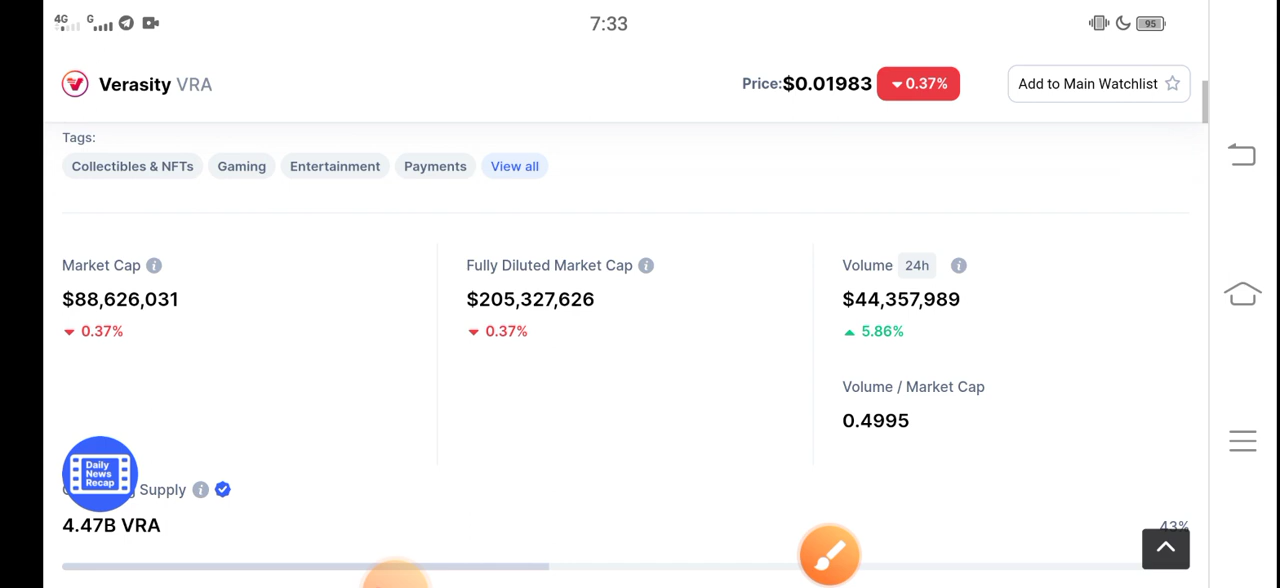 4G G 7:33 95
Verasity VRA Price:$0.01983 0.37% Add to Main Watchlist
Tags:
Collectibles & NFTs Gaming Entertainment Payments View all
Market Cap Fully Diluted Market Cap Volume 24h
$88,626,031 $205,327,626 $44,357,989
0.37% 0.37% 5.86%
Volume / Market Cap
0.4995
Daily
News
Recap
Supply
4.47B VRA 43%